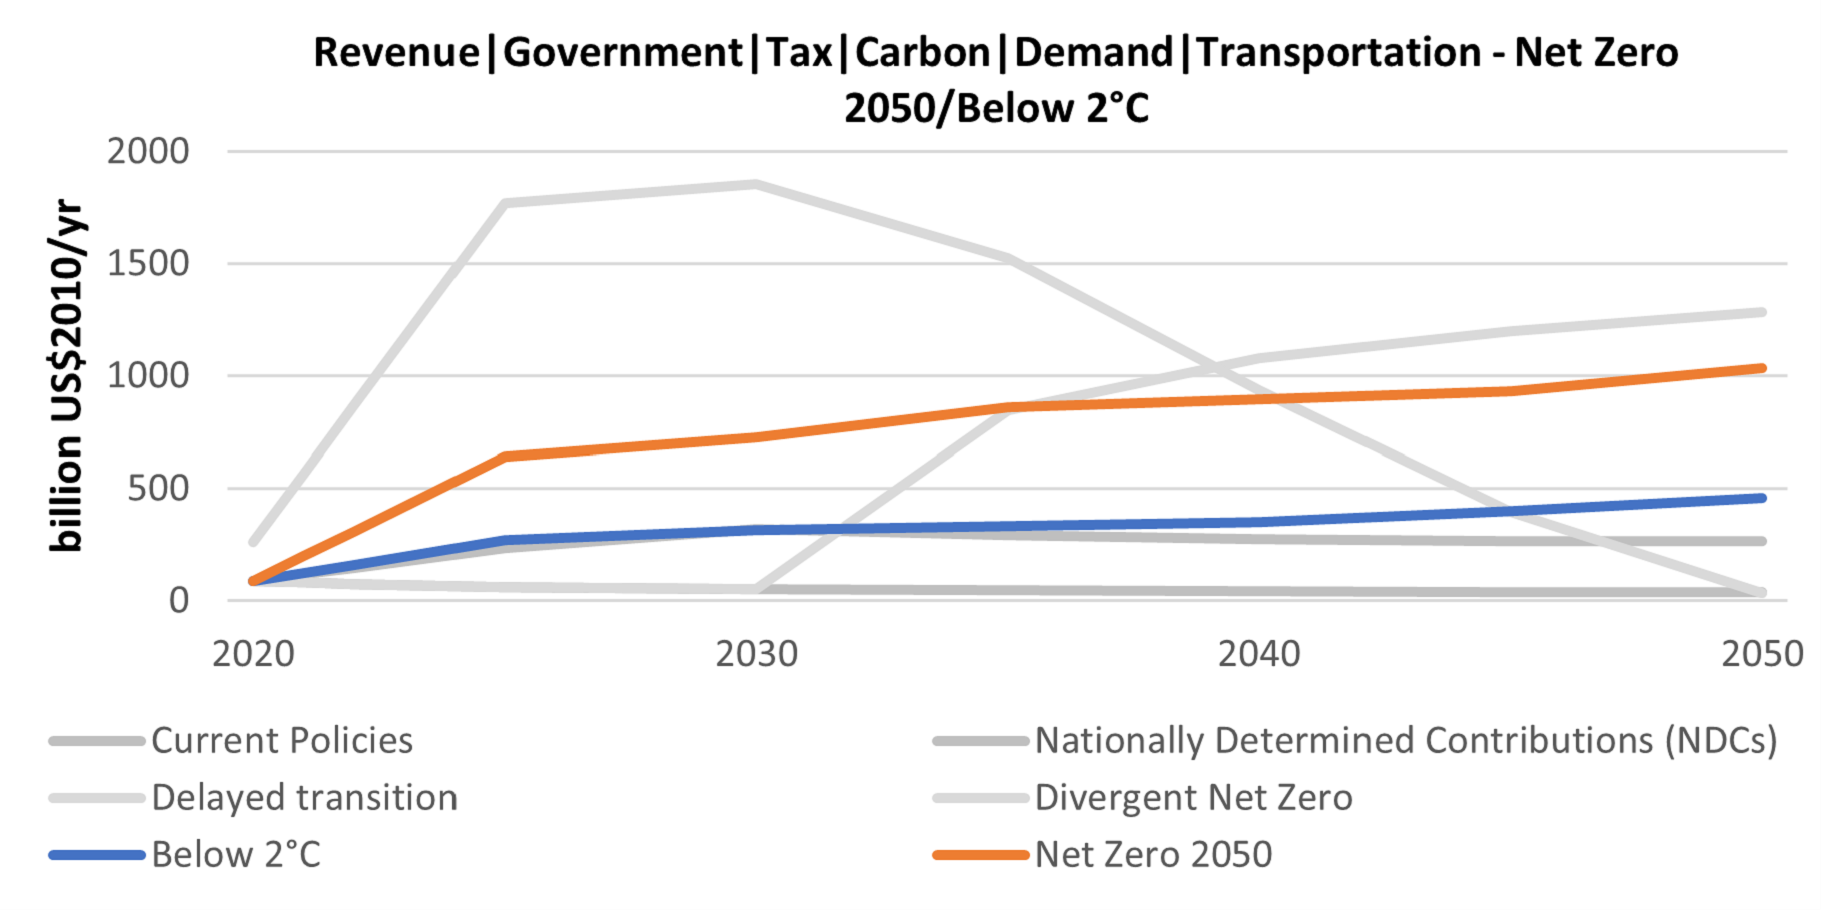 Revenue|Government|Tax|Carbon|Demand|Transportation - Net Zero
2050/Below 2°C
billion US$2010/yr
2000
1500
1000
500
0
2020 2030 2040 2050
Current Policies
Nationally Determined Contributions (NDCs)
Delayed transition
Divergent Net Zero
Below 2°C
Net Zero 2050